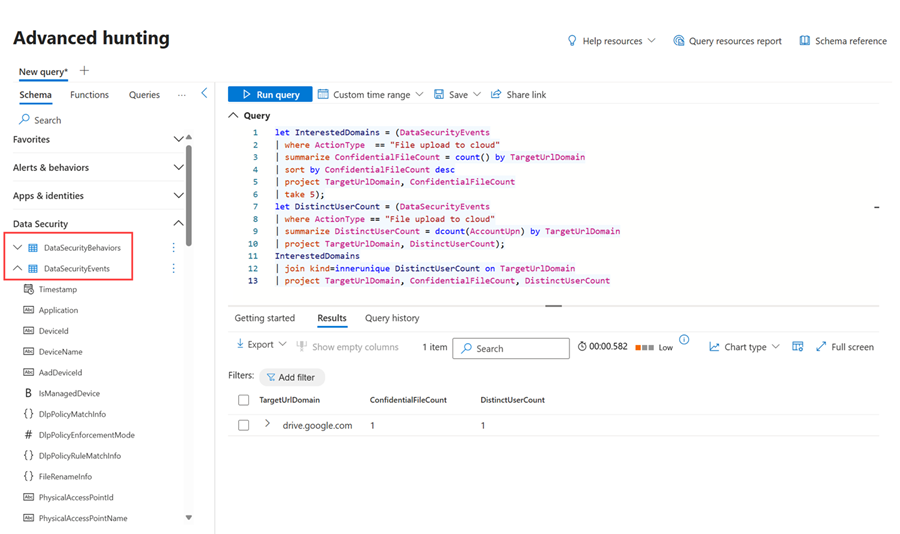 Advanced hunting
Help resources
Query resources report
Schema reference
New query*
Schema
Functions
Queries
Search
Favorites
Alerts & behaviors
Apps & identities
Data Security
DataSecurityBehaviors
DataSecurityEvents
Timestamp
Application
DeviceId
DeviceName
AadDeviceId
IsManagedDevice
DlpPolicyMatchInfo
DlpPolicyEnforcementMode
DlpPolicyRuleMatchInfo
FileRenameInfo
PhysicalAccessPointId
PhysicalAccessPointName
Run query
Custom time range
Save
Share link
Query
1 let InterestedDomains = (DataSecurityEvents
2 | where ActionType  == "File upload to cloud"
3 | summarize ConfidentialFileCount = count() by TargetUrlDomain
4 | sort by ConfidentialFileCount desc
5 | project TargetUrlDomain, ConfidentialFileCount
6 | take 5);
7 let DistinctUserCount = (DataSecurityEvents
8 | where ActionType == "File upload to cloud"
9 | summarize DistinctUserCount = dcount(AccountUpn) by TargetUrlDomain
10 | project TargetUrlDomain, DistinctUserCount);
11 InterestedDomains
12 | join kind=innerunique DistinctUserCount on TargetUrlDomain
13 | project TargetUrlDomain, ConfidentialFileCount, DistinctUserCount
Getting started
Results
Query history
Export
Show empty columns
1 item
Search
00:00.582
Low
Chart type
Full screen
Filters:
Add filter
TargetUrlDomain ConfidentialFileCount DistinctUserCount
drive.google.com 1 1